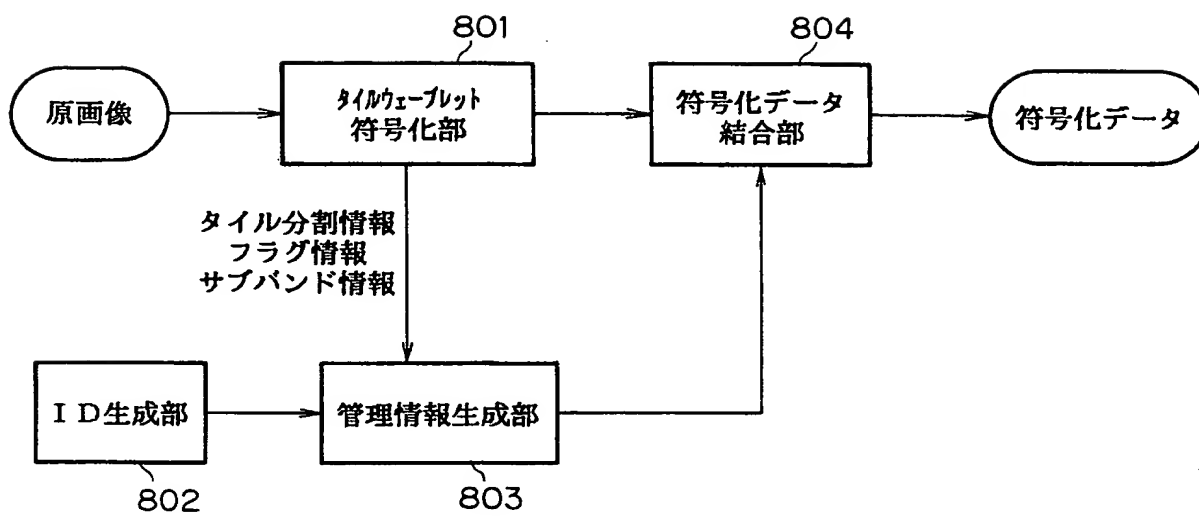 801
804
原画像
タイルウェーブレット
符号化部
符号化データ
結合部
符号化データ
タイル分割情報
フラグ情報
サブバンド情報
ＩＤ生成部
管理情報生成部
802
803